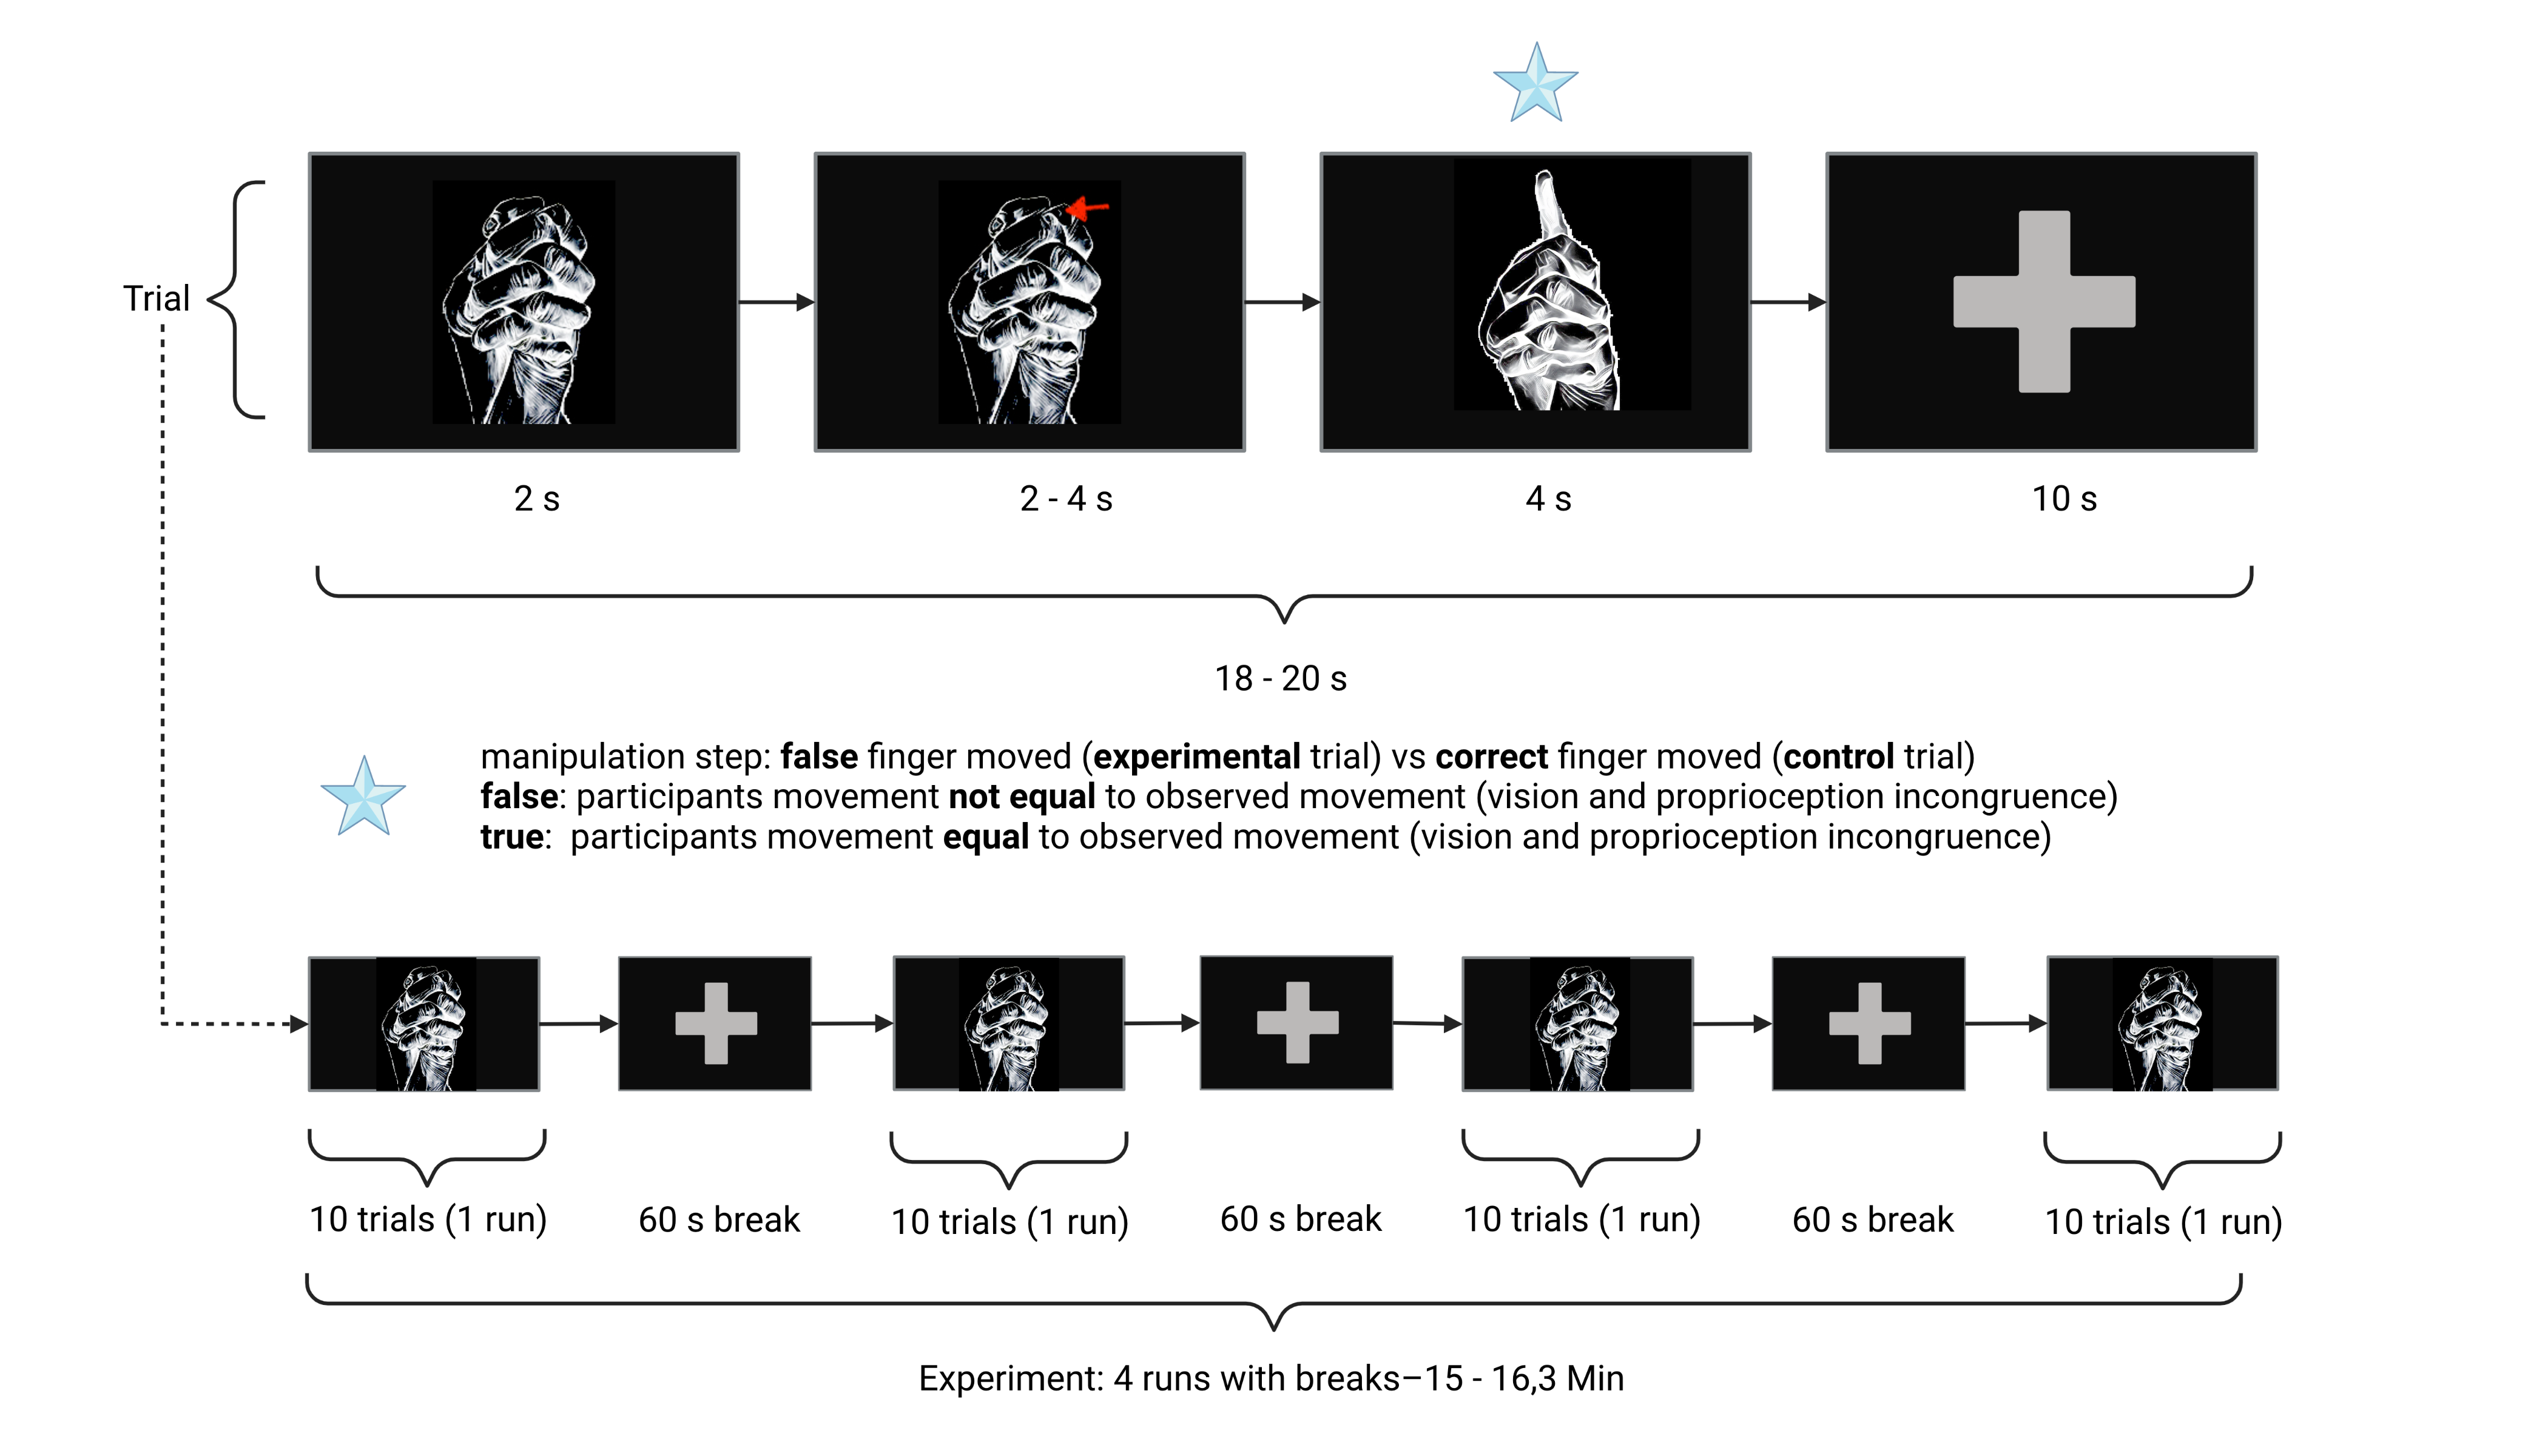 Trial
2 s
2 - 4 s
4 s
10 s
18 - 20 s
manipulation step: false finger moved (experimental trial) vs correct finger moved (control trial)
false: participants movement not equal to observed movement (vision and proprioception incongruence)
true:  participants movement equal to observed movement (vision and proprioception incongruence)
10 trials (1 run)
60 s break
10 trials (1 run)
60 s break
10 trials (1 run)
60 s break
10 trials (1 run)
Experiment: 4 runs with breaks–15 - 16,3 Min